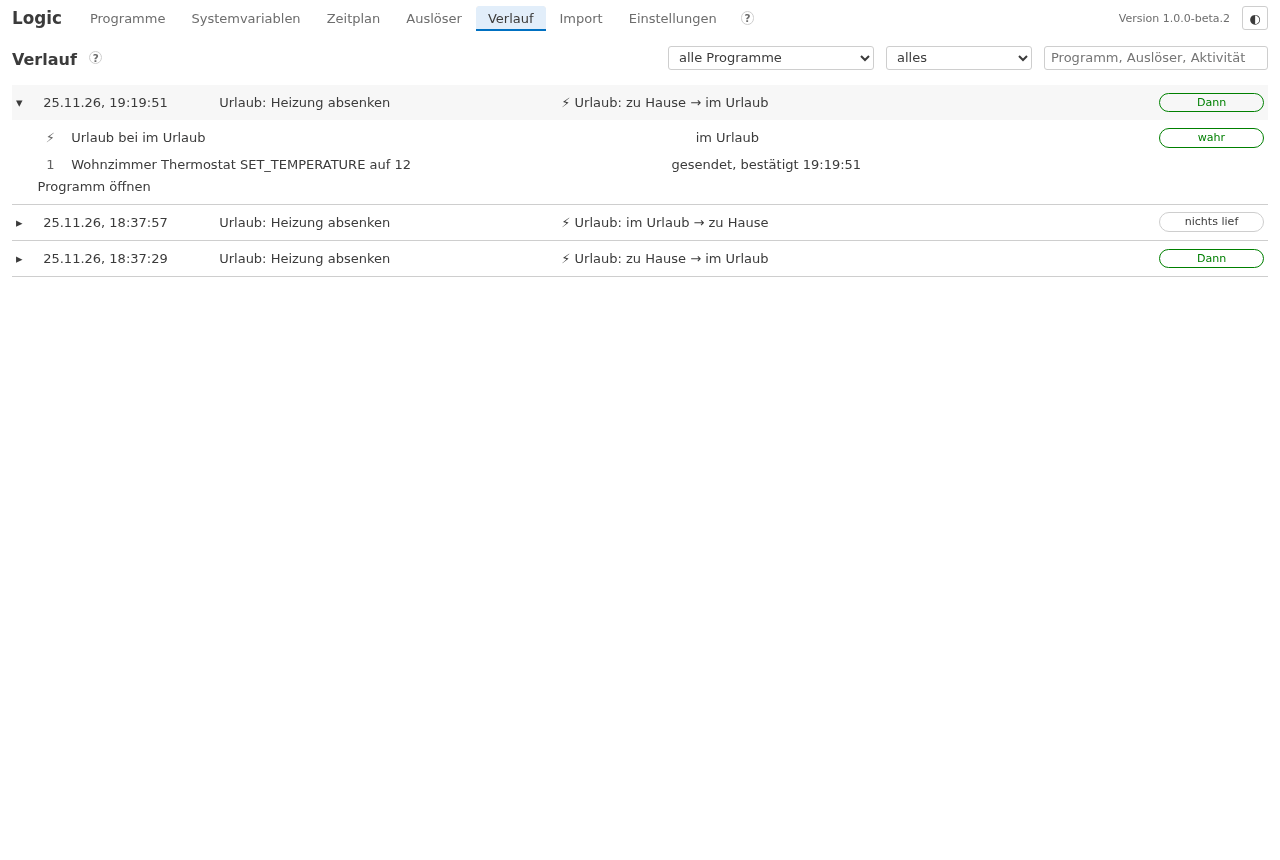 Logic Programme Systemvariablen Zeitplan Auslöser Verlauf Import Einstellungen ? Version 1.0.0-beta.2
Verlauf ? alle Programme alles Programm, Auslöser, Aktivität
25.11.26, 19:19:51 Urlaub: Heizung absenken ⚡ Urlaub: zu Hause → im Urlaub Dann
⚡ Urlaub bei im Urlaub im Urlaub wahr
1 Wohnzimmer Thermostat SET_TEMPERATURE auf 12 gesendet, bestätigt 19:19:51
Programm öffnen
25.11.26, 18:37:57 Urlaub: Heizung absenken ⚡ Urlaub: im Urlaub → zu Hause nichts lief
25.11.26, 18:37:29 Urlaub: Heizung absenken ⚡ Urlaub: zu Hause → im Urlaub Dann